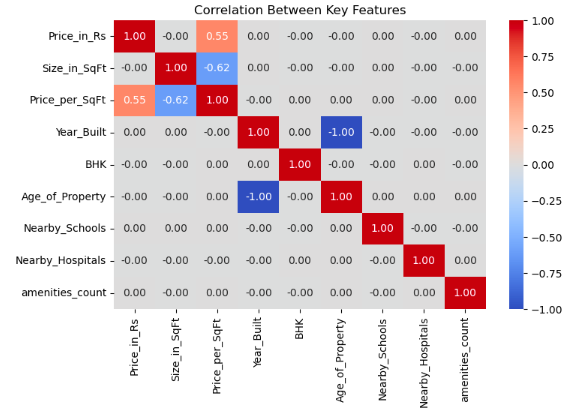 Correlation Between Key Features
Price_in_Rs 1.00 -0.00 0.55 0.00 -0.00 -0.00 0.00 -0.00 0.00
Size_in_SqFt -0.00 1.00 -0.62 0.00 -0.00 -0.00 0.00 -0.00 -0.00
Price_per_SqFt 0.55 -0.62 1.00 -0.00 0.00 0.00 0.00 -0.00 0.00
Year_Built 0.00 0.00 -0.00 1.00 0.00 -1.00 -0.00 -0.00 -0.00
BHK -0.00 -0.00 0.00 0.00 1.00 -0.00 -0.00 0.00 -0.00
Age_of_Property -0.00 -0.00 0.00 -1.00 -0.00 1.00 0.00 0.00 0.00
Nearby_Schools 0.00 0.00 0.00 -0.00 -0.00 0.00 1.00 -0.00 -0.00
Nearby_Hospitals -0.00 -0.00 -0.00 -0.00 0.00 0.00 -0.00 1.00 0.00
amenities_count 0.00 -0.00 0.00 -0.00 -0.00 0.00 -0.00 0.00 1.00
Price_in_Rs
Size_in_SqFt
Price_per_SqFt
Year_Built
BHK
Age_of_Property
Nearby_Schools
Nearby_Hospitals
amenities_count
1.00
0.75
0.50
0.25
0.00
−0.25
−0.50
−0.75
−1.00